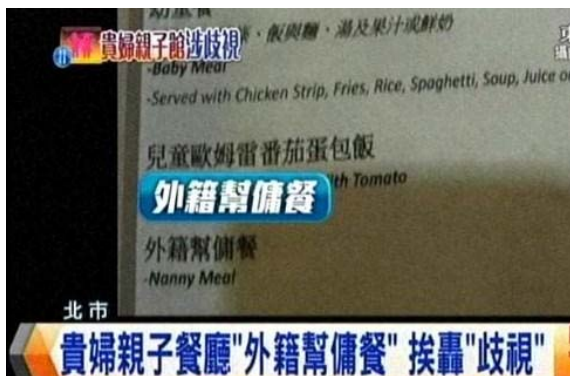 貴婦親子館涉歧視
、飯與麵、湯及果汁或鮮奶
-Baby Meal
-Served with Chicken Strip, Fries, Rice, Spaghetti, Soup, Juice o
兒童歐姆雷番茄蛋包飯
ith Tomato
外籍幫傭餐
外籍幫傭餐
-Nanny Meal
北市
貴婦親子餐廳"外籍幫傭餐" 挨轟"歧視"